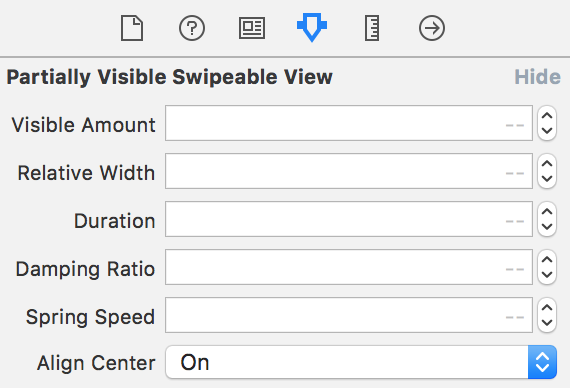 Partially Visible Swipeable View Hide
Visible Amount --
Relative Width --
Duration --
Damping Ratio --
Spring Speed --
Align Center On